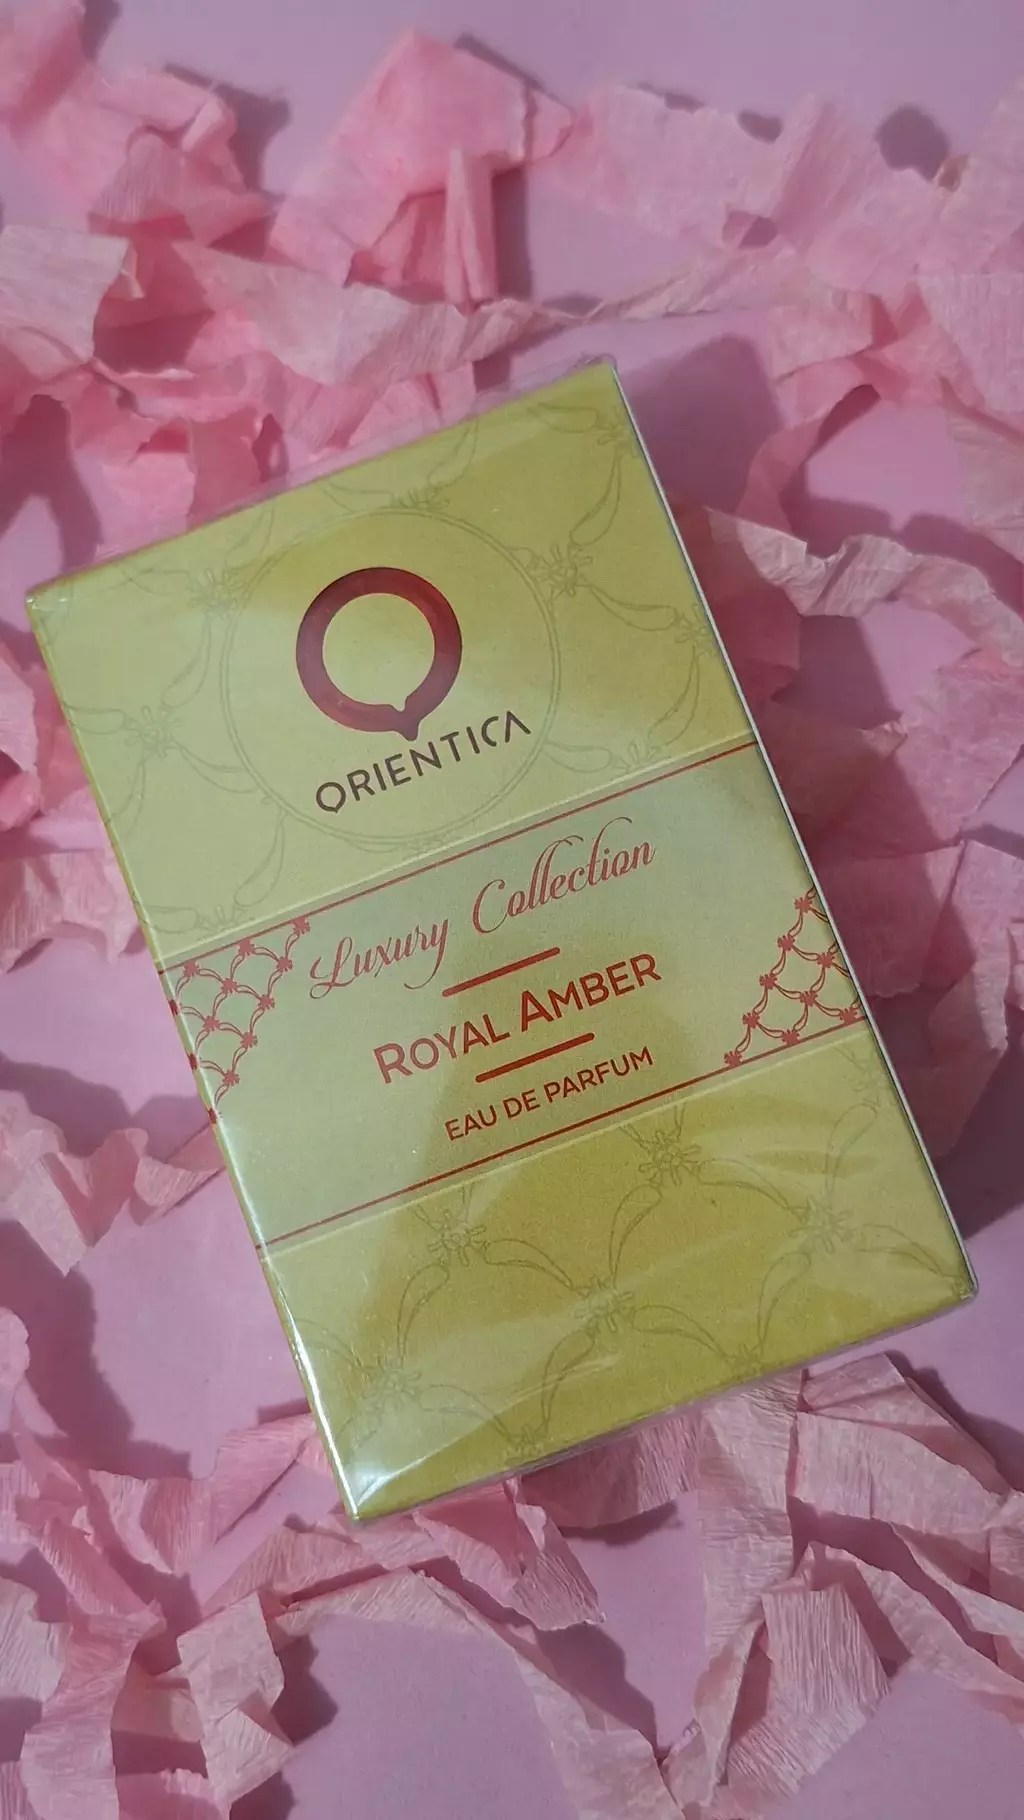 ORIENTICA
Luxury Collection
ROYAL AMBER
EAU DE PARFUM